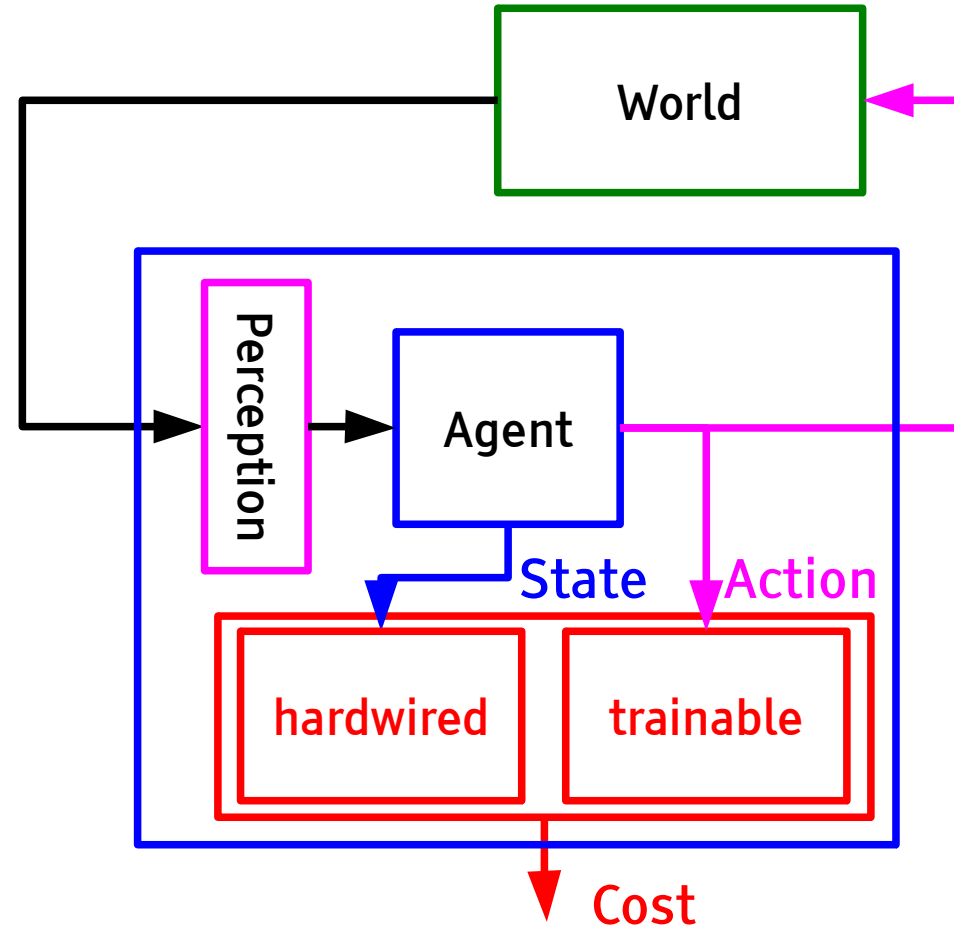 World
Perception
Agent
State
Action
hardwired
trainable
Cost